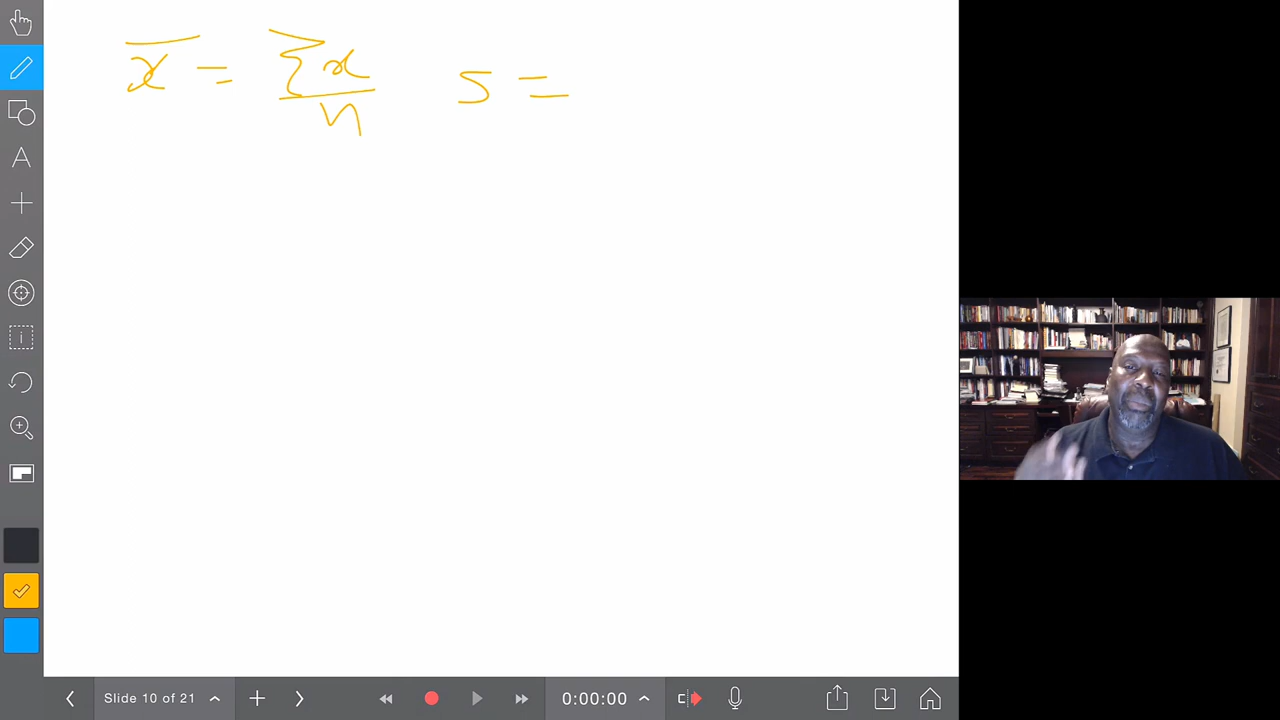 x̄ = Σx/n s =
A
i
Slide 10 of 21
0:00:00